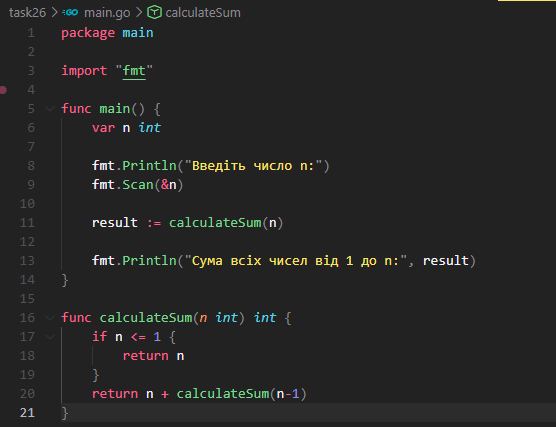 task26 > main.go > calculateSum
1 package main
2
3 import "fmt"
4
5 func main() {
6 var n int
7
8 fmt.Println("Введіть число n:")
9 fmt.Scan(&n)
10
11 result := calculateSum(n)
12
13 fmt.Println("Сума всіх чисел від 1 до n:", result)
14 }
15
16 func calculateSum(n int) int {
17 if n <= 1 {
18 return n
19 }
20 return n + calculateSum(n-1)
21 }